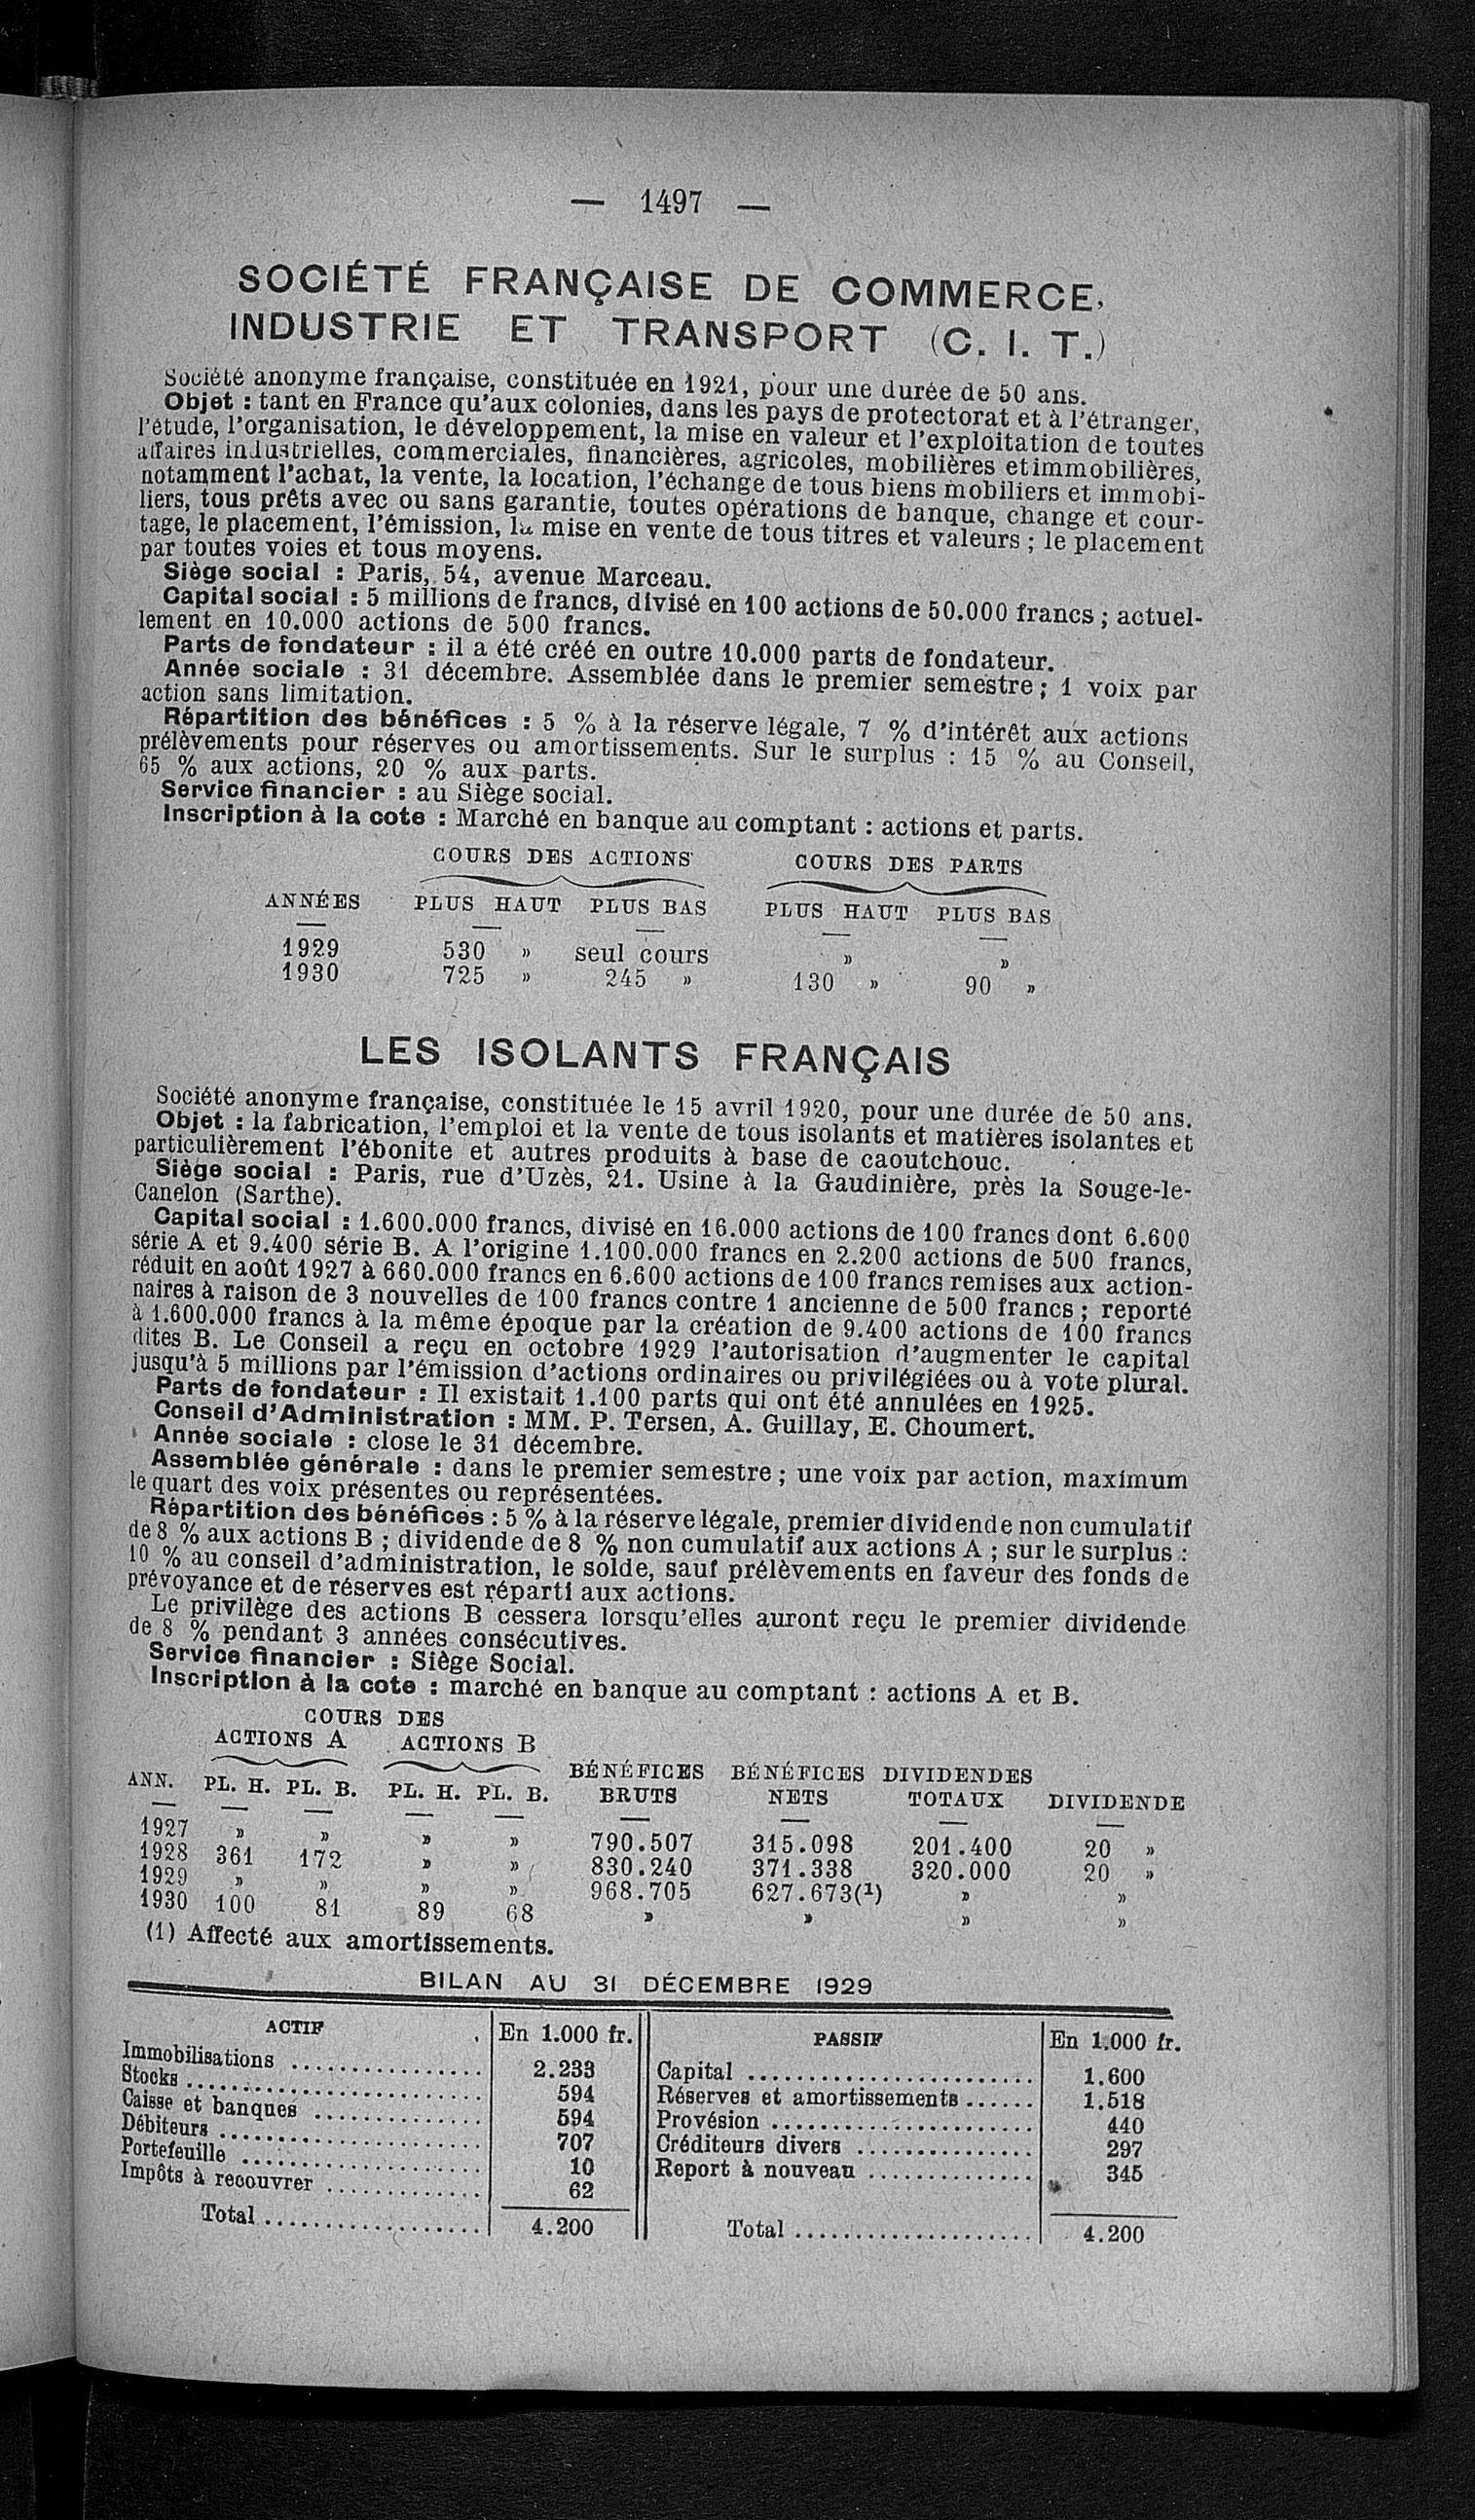 — 1497 —
SOCIÉTÉ FRANÇAISE DE COMMERCE,
INDUSTRIE ET TRANSPORT (C. I. T.)
Société anonyme française, constituée en 1921, pour une durée de 50 ans.
Objet : tant en France qu'aux colonies, dans les pays de protectorat et à l'étranger,
l'étude, l'organisation, le développement, la mise en valeur et l'exploitation de toutes
affaires industrielles, commerciales, financières, agricoles, mobilières et immobilières,
notamment l'achat, la vente, la location, l'échange de tous biens mobiliers et immobi-
liers, tous prêts avec ou sans garantie, toutes opérations de banque, change et cour-
tage, le placement, l'émission, la mise en vente de tous titres et valeurs ; le placement
par toutes voies et tous moyens.
Siège social : Paris, 54, avenue Marceau.
Capital social : 5 millions de francs, divisé en 100 actions de 50.000 francs ; actuel-
lement en 10.000 actions de 500 francs.
Parts de fondateur : il a été créé en outre 10.000 parts de fondateur.
Année sociale : 31 décembre. Assemblée dans le premier semestre ; 1 voix par
action sans limitation.
Répartition des bénéfices : 5 % à la réserve légale, 7 % d'intérêt aux actions
prélèvements pour réserves ou amortissements. Sur le surplus : 15 % au Conseil,
65 % aux actions, 20 % aux parts.
Service financier : au Siège social.
Inscription à la cote : Marché en banque au comptant : actions et parts.
COURS DES ACTIONS COURS DES PARTS
ANNÉES PLUS HAUT PLUS BAS PLUS HAUT PLUS BAS
1929 530 » seul cours » »
1930 725 » 245 » 130 » 90 »
LES ISOLANTS FRANÇAIS
Société anonyme française, constituée le 15 avril 1920, pour une durée de 50 ans.
Objet : la fabrication, l'emploi et la vente de tous isolants et matières isolantes et
particulièrement l'ébonite et autres produits à base de caoutchouc.
Siège social : Paris, rue d'Uzès, 21. Usine à la Gaudinière, près la Souge-le-
Canelon (Sarthe).
Capital social : 1.600.000 francs, divisé en 16.000 actions de 100 francs dont 6.600
série A et 9.400 série B. A l'origine 1.100.000 francs en 2.200 actions de 500 francs,
réduit en août 1927 à 660.000 francs en 6.600 actions de 100 francs remises aux action-
naires à raison de 3 nouvelles de 100 francs contre 1 ancienne de 500 francs ; reporté
à 1.600.000 francs à la même époque par la création de 9.400 actions de 100 francs
dites B. Le Conseil a reçu en octobre 1929 l'autorisation d'augmenter le capital
jusqu'à 5 millions par l'émission d'actions ordinaires ou privilégiées ou à vote plural.
Parts de fondateur : Il existait 1.100 parts qui ont été annulées en 1925.
Conseil d'Administration : MM. P. Tersen, A. Guillay, E. Choumert.
Année sociale : close le 31 décembre.
Assemblée générale : dans le premier semestre ; une voix par action, maximum
le quart des voix présentes ou représentées.
Répartition des bénéfices : 5 % à la réserve légale, premier dividende non cumulatif
de 8 % aux actions B ; dividende de 8 % non cumulatif aux actions A ; sur le surplus :
10 % au conseil d'administration, le solde, sauf prélèvements en faveur des fonds de
prévoyance et de réserves est réparti aux actions.
Le privilège des actions B cessera lorsqu'elles auront reçu le premier dividende
de 8 % pendant 3 années consécutives.
Service financier : Siège Social.
Inscription à la cote : marché en banque au comptant : actions A et B.
COURS DES
ACTIONS A ACTIONS B
BÉNÉFICES BÉNÉFICES DIVIDENDES
ANN. PL. H. PL. B. PL. H. PL. B. BRUTS NETS TOTAUX DIVIDENDE
1927 » » » » 790.507 315.098 201.400 20 »
1928 361 172 » » 830.240 371.338 320.000 20 »
1929 » » » » 968.705 627.673(1) » »
1930 100 81 89 68 » » » »
(1) Affecté aux amortissements.
BILAN AU 31 DÉCEMBRE 1929
ACTIF En 1.000 fr. PASSIF En 1.000 fr.
Immobilisations ................ 2.233 Capital ........................ 1.600
Stocks ......................... 594 Réserves et amortissements ...... 1.518
Caisse et banques .............. 594 Provésion ...................... 440
Débiteurs ...................... 707 Créditeurs divers ............... 297
Portefeuille .................... 10 Report à nouveau .............. 345
Impôts à recouvrer ............. 62
Total .................. 4.200 Total .................... 4.200